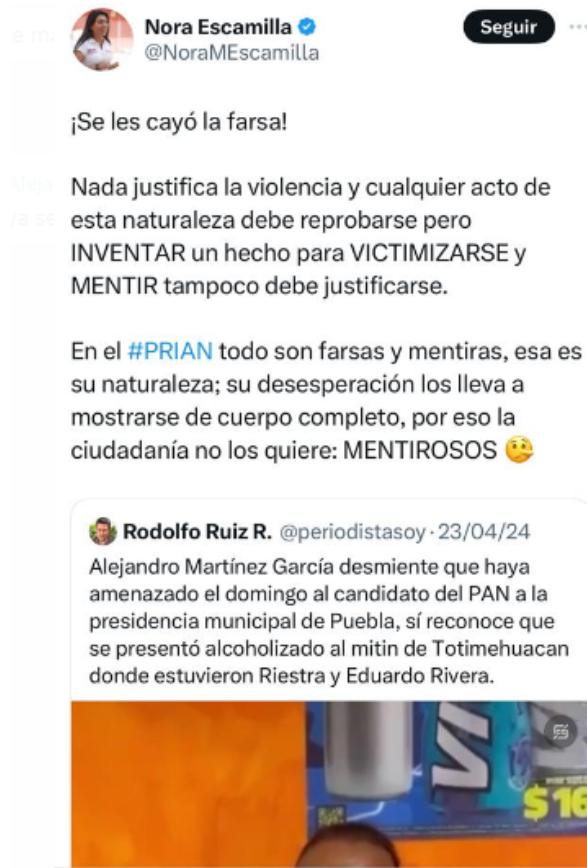 Nora Escamilla
Seguir
@NoraMEscamilla
¡Se les cayó la farsa!
Nada justifica la violencia y cualquier acto de
esta naturaleza debe reprobarse pero
INVENTAR un hecho para VICTIMIZARSE y
MENTIR tampoco debe justificarse.
En el #PRIAN todo son farsas y mentiras, esa es
su naturaleza; su desesperación los lleva a
mostrarse de cuerpo completo, por eso la
ciudadanía no los quiere: MENTIROSOS 🤥
Rodolfo Ruiz R. @periodistasoy · 23/04/24
Alejandro Martínez García desmiente que haya
amenazado el domingo al candidato del PAN a la
presidencia municipal de Puebla, sí reconoce que
se presentó alcoholizado al mitin de Totimehuacan
donde estuvieron Riestra y Eduardo Rivera.
$16